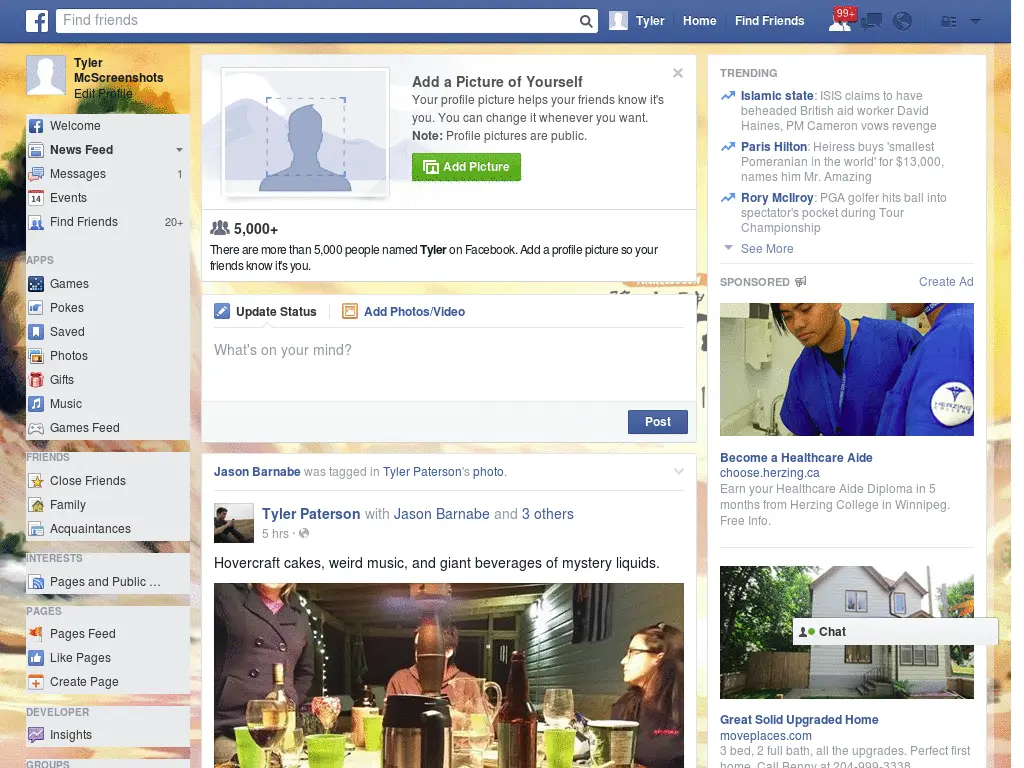 Find friends
Tyler
Home
Find Friends
99+
Tyler
McScreenshots
Edit Profile
Welcome
News Feed
Messages 1
14 Events
Find Friends 20+
APPS
Games
Pokes
Saved
Photos
Gifts
Music
Games Feed
FRIENDS
Close Friends
Family
Acquaintances
INTERESTS
Pages and Public ...
PAGES
Pages Feed
Like Pages
Create Page
DEVELOPER
Insights
GROUPS
Add a Picture of Yourself
Your profile picture helps your friends know it's
you. You can change it whenever you want.
Note: Profile pictures are public.
Add Picture
5,000+
There are more than 5,000 people named Tyler on Facebook. Add a profile picture so your
friends know it's you.
Update Status
Add Photos/Video
What's on your mind?
Post
Jason Barnabe was tagged in Tyler Paterson's photo.
Tyler Paterson with Jason Barnabe and 3 others
5 hrs ·
Hovercraft cakes, weird music, and giant beverages of mystery liquids.
TRENDING
Islamic state: ISIS claims to have
beheaded British aid worker David
Haines, PM Cameron vows revenge
Paris Hilton: Heiress buys 'smallest
Pomeranian in the world' for $13,000,
names him Mr. Amazing
Rory McIlroy: PGA golfer hits ball into
spectator's pocket during Tour
Championship
See More
SPONSORED
Create Ad
HERZING
COLLEGE
Become a Healthcare Aide
choose.herzing.ca
Earn your Healthcare Aide Diploma in 5
months from Herzing College in Winnipeg.
Free Info.
Chat
Great Solid Upgraded Home
moveplaces.com
3 bed, 2 full bath, all the upgrades. Perfect first
home. Call Benny at 204-999-3338